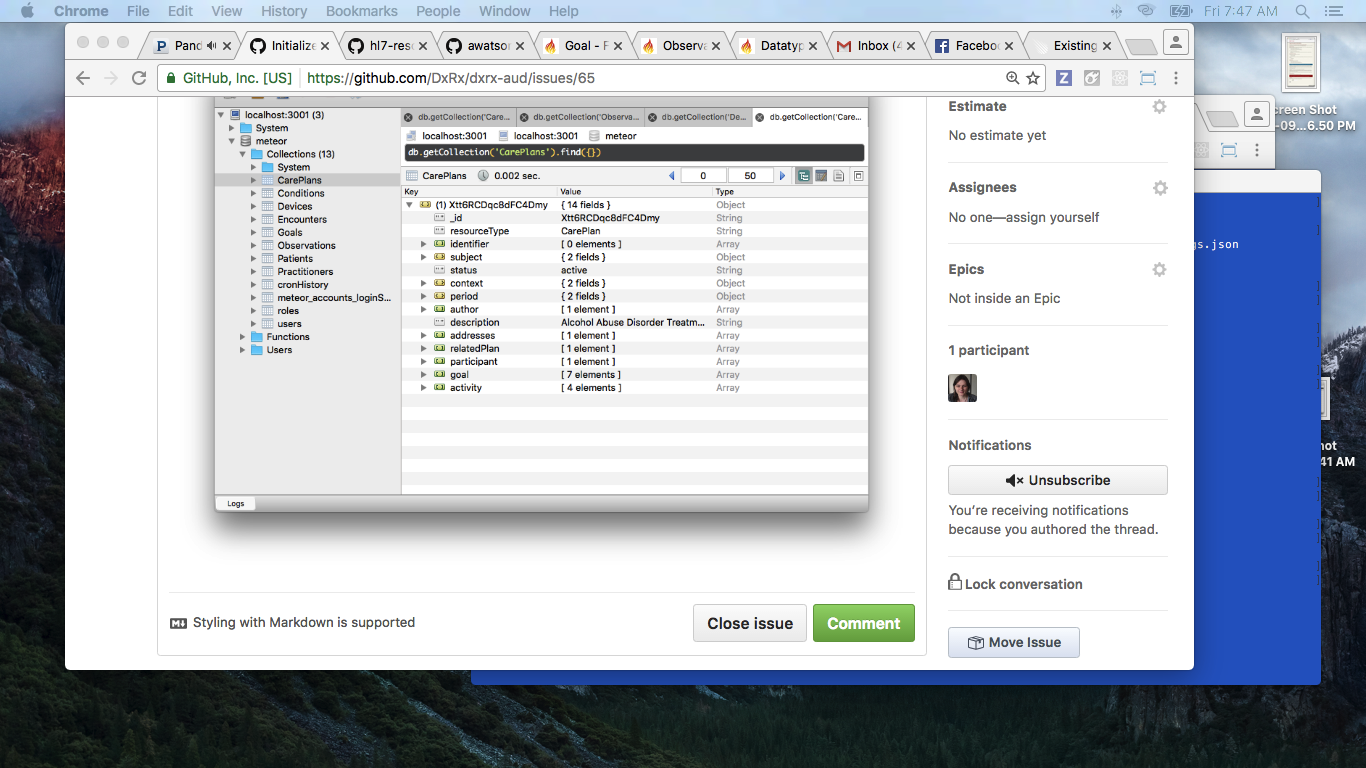 Chrome File Edit View History Bookmarks People Window Help Fri 7:47 AM
Pand Initialize hl7-res awatso Goal - F Observa Datatyp Inbox (4 Faceboo Existing
GitHub, Inc. [US] https://github.com/DxRx/dxrx-aud/issues/65
localhost:3001 (3)
System
meteor
Collections (13)
System
CarePlans
Conditions
Devices
Encounters
Goals
Observations
Patients
Practitioners
cronHistory
meteor_accounts_loginS...
roles
users
Functions
Users
db.getCollection('Care... db.getCollection('Observa... db.getCollection('De... db.getCollection('Care...
localhost:3001 localhost:3001 meteor
db.getCollection('CarePlans').find({})
CarePlans 0.002 sec. 0 50
Key Value Type
(1) Xtt6RCDqc8dFC4Dmy { 14 fields } Object
_id Xtt6RCDqc8dFC4Dmy String
resourceType CarePlan String
identifier [ 0 elements ] Array
subject { 2 fields } Object
status active String
context { 2 fields } Object
period { 2 fields } Object
author [ 1 element ] Array
description Alcohol Abuse Disorder Treatm... String
addresses [ 1 element ] Array
relatedPlan [ 1 element ] Array
participant [ 1 element ] Array
goal [ 7 elements ] Array
activity [ 4 elements ] Array
Logs
Styling with Markdown is supported
Close issue Comment
Estimate
No estimate yet
Assignees
No one—assign yourself
Epics
Not inside an Epic
1 participant
Notifications
Unsubscribe
You’re receiving notifications
because you authored the thread.
Lock conversation
Move Issue
creen Shot
-09...6.50 PM
gs.json
hot
41 AM